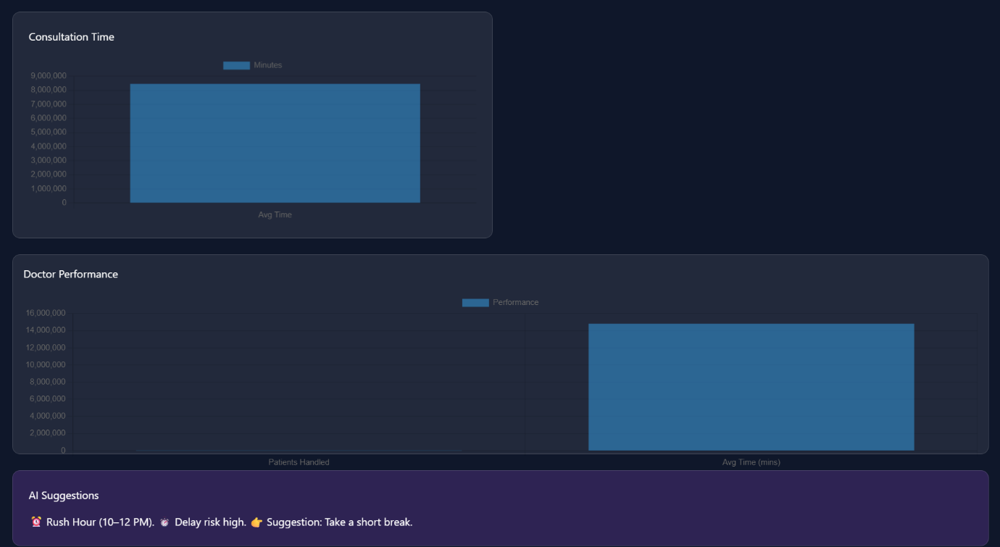 Consultation Time
Minutes
9,000,000
8,000,000
7,000,000
6,000,000
5,000,000
4,000,000
3,000,000
2,000,000
1,000,000
0
Avg Time
Doctor Performance
Performance
16,000,000
14,000,000
12,000,000
10,000,000
8,000,000
6,000,000
4,000,000
2,000,000
0
Patients Handled Avg Time (mins)
AI Suggestions
⏰ Rush Hour (10–12 PM). ⏱ Delay risk high. 👉 Suggestion: Take a short break.